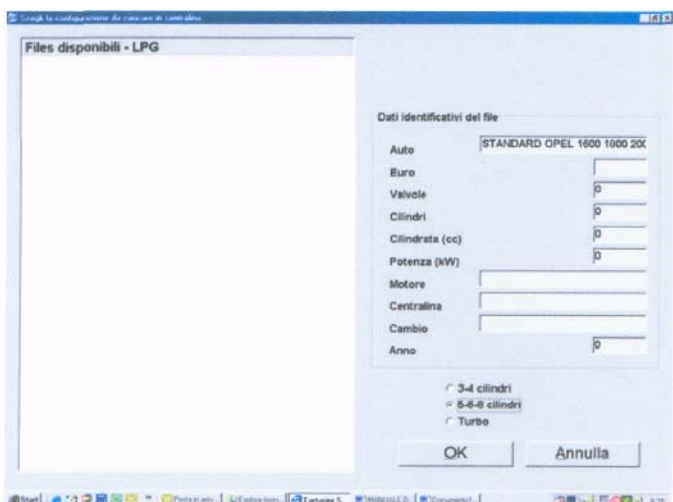 Scegli la configurazione da caricare in centralina
Files disponibili - LPG
Dati identificativi del file
Auto STANDARD OPEL 1600 1800 200
Euro
Valvole 0
Cilindri 0
Cilindrata (cc) 0
Potenza (kW) 0
Motore
Centralina
Cambio
Anno 0
3-4 cilindri
5-6-8 cilindri
Turbo
OK Annulla
Start